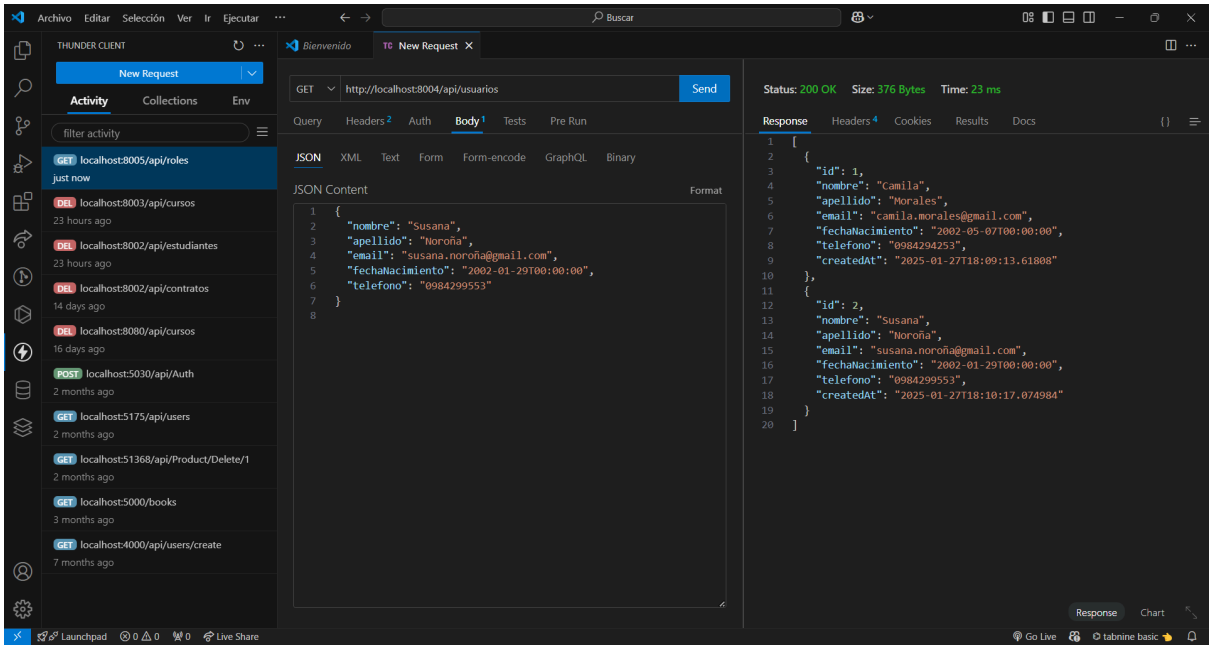 Archivo Editar Selección Ver Ir Ejecutar ··· Buscar
THUNDER CLIENT ···
New Request
Activity Collections Env
filter activity
GET localhost:8005/api/roles
just now
DEL localhost:8003/api/cursos
23 hours ago
DEL localhost:8002/api/estudiantes
23 hours ago
DEL localhost:8002/api/contratos
14 days ago
DEL localhost:8080/api/cursos
16 days ago
POST localhost:5030/api/Auth
2 months ago
GET localhost:5175/api/users
2 months ago
GET localhost:51368/api/Product/Delete/1
2 months ago
GET localhost:5000/books
3 months ago
GET localhost:4000/api/users/create
7 months ago
Bienvenido TC New Request ···
GET http://localhost:8004/api/usuarios Send
Query Headers 2 Auth Body 1 Tests Pre Run
JSON XML Text Form Form-encode GraphQL Binary
JSON Content Format
1 {
2 "nombre": "Susana",
3 "apellido": "Noroña",
4 "email": "susana.noroña@gmail.com",
5 "fechaNacimiento": "2002-01-29T00:00:00",
6 "telefono": "0984299553"
7 }
8
Status: 200 OK Size: 376 Bytes Time: 23 ms
Response Headers 4 Cookies Results Docs {}
1 [
2 {
3 "id": 1,
4 "nombre": "Camila",
5 "apellido": "Morales",
6 "email": "camila.morales@gmail.com",
7 "fechaNacimiento": "2002-05-07T00:00:00",
8 "telefono": "0984294253",
9 "createdAt": "2025-01-27T18:09:13.61808"
10 },
11 {
12 "id": 2,
13 "nombre": "Susana",
14 "apellido": "Noroña",
15 "email": "susana.noroña@gmail.com",
16 "fechaNacimiento": "2002-01-29T00:00:00",
17 "telefono": "0984299553",
18 "createdAt": "2025-01-27T18:10:17.074984"
19 }
20 ]
Response Chart
Launchpad 0 0 0 Live Share Go Live tabnine basic